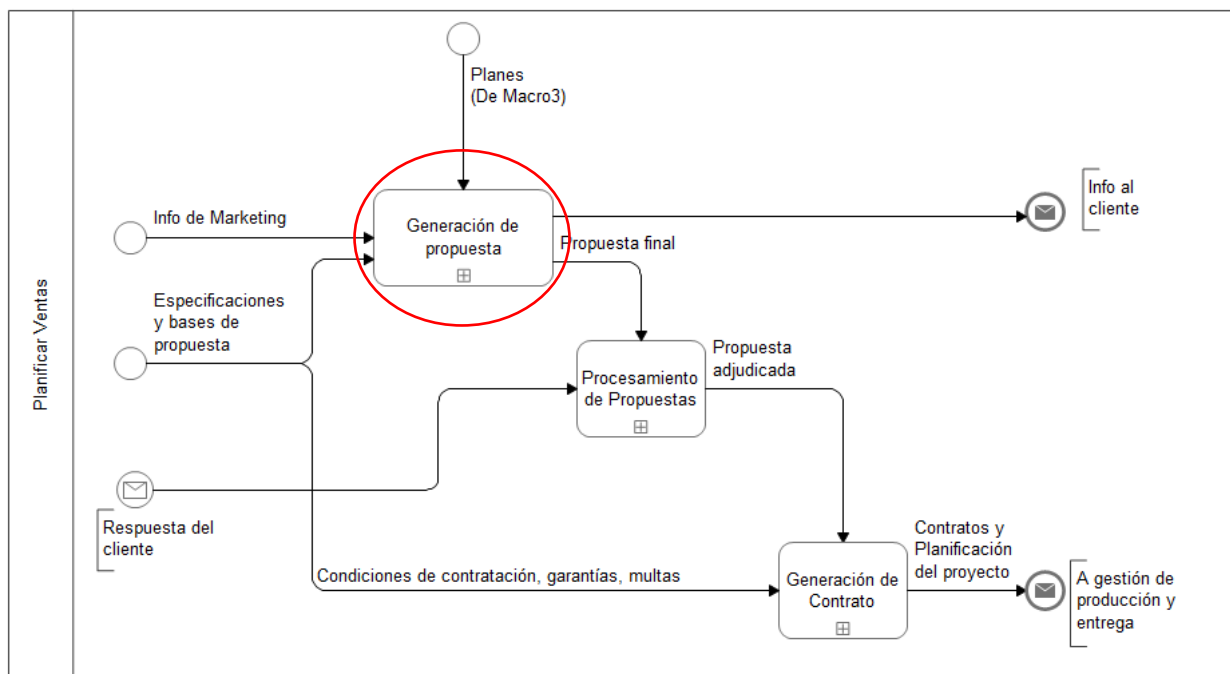 Planificar Ventas
Planes
(De Macro3)
Info de Marketing
Generación de
propuesta
Info al
cliente
Propuesta final
Especificaciones
y bases de
propuesta
Procesamiento
de Propuestas
Propuesta
adjudicada
Respuesta del
cliente
Condiciones de contratación, garantías, multas
Generación de
Contrato
Contratos y
Planificación
del proyecto
A gestión de
producción y
entrega